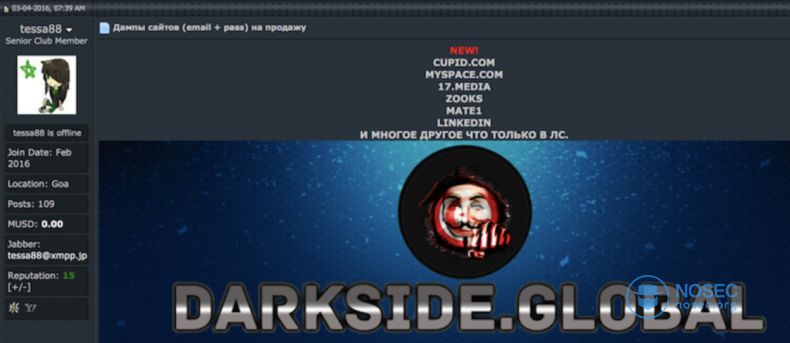 03-04-2016, 07:39 AM
tessa88
Senior Club Member
tessa88 is offline
Join Date: Feb
2016
Location: Goa
Posts: 109
MUSD: 0.00
Jabber:
tessa88@xmpp.jp
Reputation: 15
[+/-]
Дампы сайтов (email + pass) на продажу
NEW!
CUPID.COM
MYSPACE.COM
17.MEDIA
ZOOKS
MATE1
LINKEDIN
И МНОГОЕ ДРУГОЕ ЧТО ТОЛЬКО В ЛС.
DARKSIDE.GLOBAL
NOSEC
nosec.org